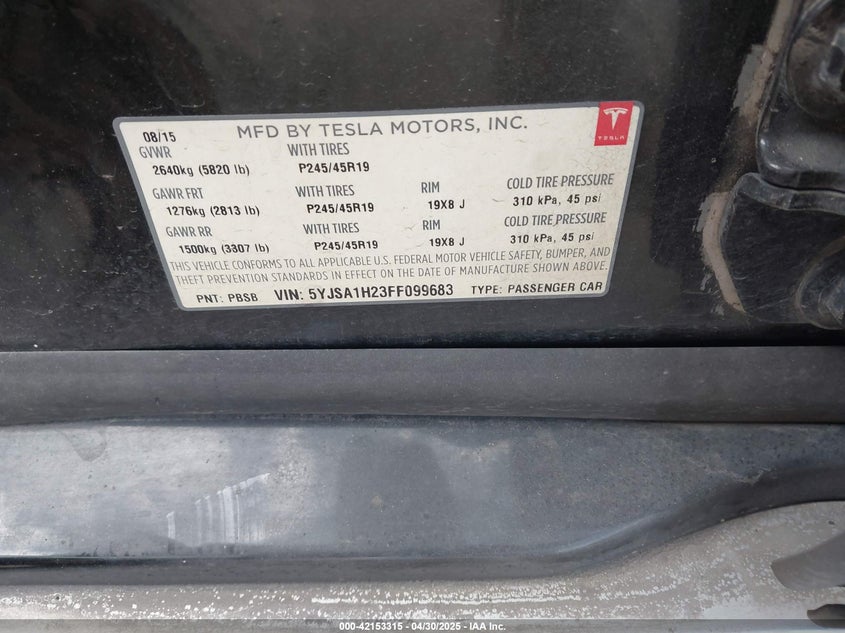 08/15 MFD BY TESLA MOTORS, INC.
TESLA
GVWR WITH TIRES
2640kg (5820 lb) P245/45R19
GAWR FRT WITH TIRES RIM COLD TIRE PRESSURE
1276kg (2813 lb) P245/45R19 19X8 J 310 kPa, 45 psi
GAWR RR WITH TIRES RIM COLD TIRE PRESSURE
1500kg (3307 lb) P245/45R19 19X8 J 310 kPa, 45 psi
THIS VEHICLE CONFORMS TO ALL APPLICABLE U.S. FEDERAL MOTOR VEHICLE SAFETY, BUMPER, AND
THEFT PREVENTION STANDARDS IN EFFECT ON THE DATE OF MANUFACTURE SHOWN ABOVE.
PNT: PBSB VIN: 5YJSA1H23FF099683 TYPE: PASSENGER CAR
000-42153315 - 04/30/2025 - IAA Inc.